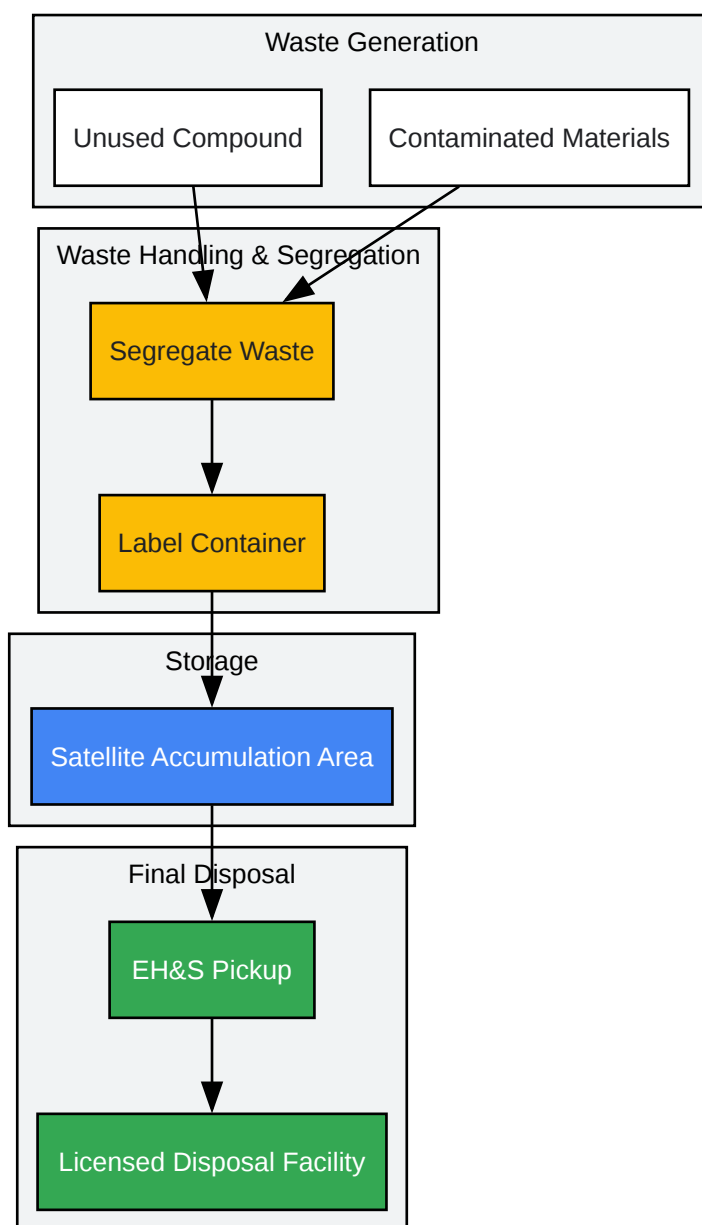 Waste Generation
Unused Compound
Contaminated Materials
Waste Handling & Segregation
Segregate Waste
Label Container
Storage
Satellite Accumulation Area
Final Disposal
EH&S Pickup
Licensed Disposal Facility